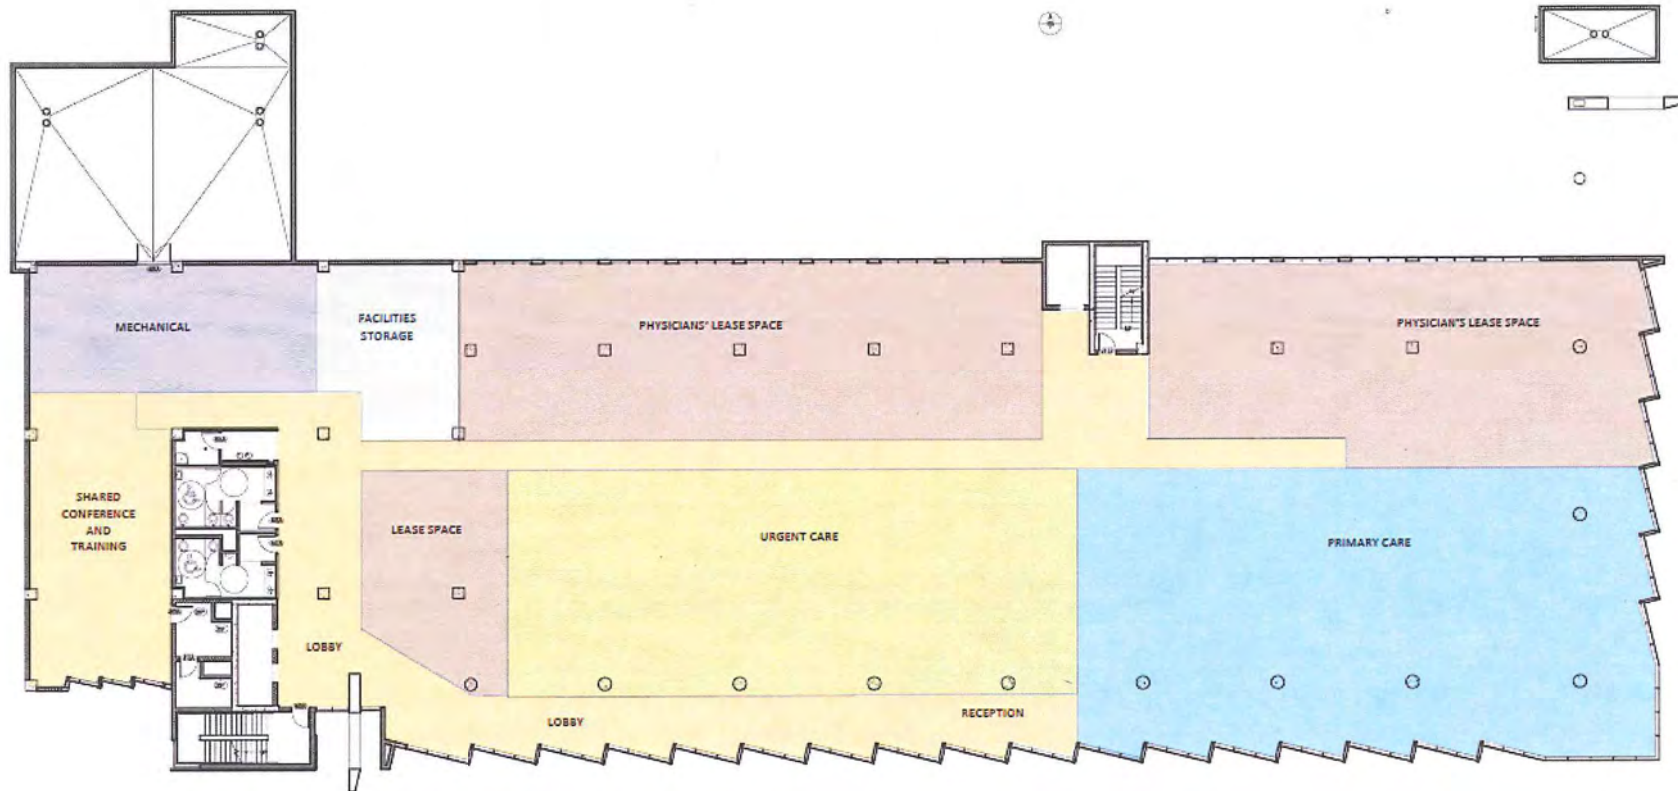 MECHANICAL
FACILITIES
STORAGE
PHYSICIANS' LEASE SPACE
PHYSICIAN'S LEASE SPACE
SHARED
CONFERENCE
AND
TRAINING
LEASE SPACE
URGENT CARE
PRIMARY CARE
LOBBY
LOBBY
RECEPTION